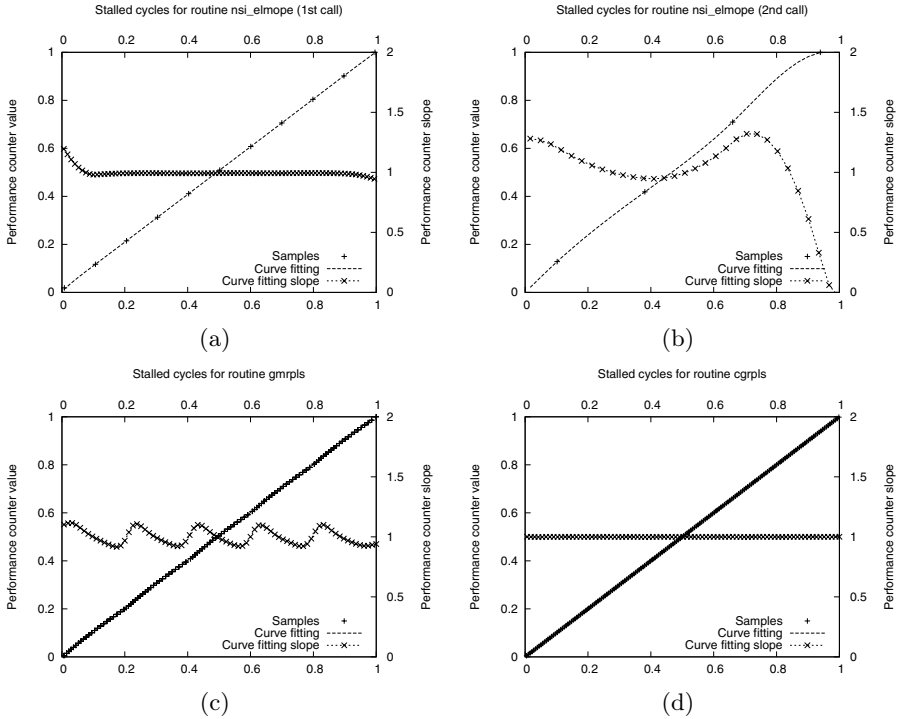 Stalled cycles for routine nsi_elmope (1st call)
0 0.2 0.4 0.6 0.8 1
1 0.8 0.6 0.4 0.2 0
Performance counter value
2 1.5 1 0.5 0
Performance counter slope
Samples
Curve fitting
Curve fitting slope
0 0.2 0.4 0.6 0.8 1
(a)
Stalled cycles for routine nsi_elmope (2nd call)
0 0.2 0.4 0.6 0.8 1
1 0.8 0.6 0.4 0.2 0
Performance counter value
2 1.5 1 0.5 0
Performance counter slope
Samples
Curve fitting
Curve fitting slope
0 0.2 0.4 0.6 0.8 1
(b)
Stalled cycles for routine gmrpls
0 0.2 0.4 0.6 0.8 1
1 0.8 0.6 0.4 0.2 0
Performance counter value
2 1.5 1 0.5 0
Performance counter slope
Samples
Curve fitting
Curve fitting slope
0 0.2 0.4 0.6 0.8 1
(c)
Stalled cycles for routine cgrpls
0 0.2 0.4 0.6 0.8 1
1 0.8 0.6 0.4 0.2 0
Performance counter value
2 1.5 1 0.5 0
Performance counter slope
Samples
Curve fitting
Curve fitting slope
0 0.2 0.4 0.6 0.8 1
(d)